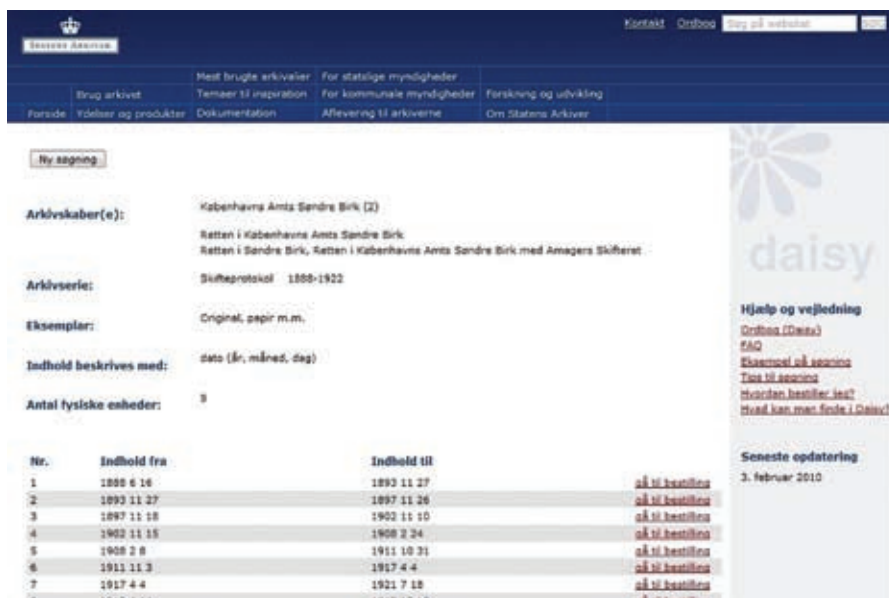 Kontakt Ordbog Søg på webstat
STATENS ARKIVER
Mest brugte arkivalier For statslige myndigheder
Brug arkivet Temaer til inspiration For kommunale myndigheder Forskning og udvikling
Forside Ydelser og produkter Dokumentation Aflevering til arkiverne Om Statens Arkiver
Ny søgning
Arkivskaber(e): Københavns Amts Søndre Birk (2)
Retten i Københavns Amts Søndre Birk
Retten i Søndre Birk, Retten i Københavns Amts Søndre Birk med Amagers Skifteret
Arkivserie: Skifteprotokol 1888-1922
Eksemplar: Original, papir m.m.
Indhold beskrives med: dato (år, måned, dag)
Antal fysiske enheder:
daisy
Hjælp og vejledning
Ordbog (Daisy)
FAQ
Eksempel på søgning
Tips til søgning
Hvordan bestiller jeg?
Hvad kan man finde i Daisy?
Seneste opdatering
3. februar 2010
Nr. Indhold fra Indhold til
1 1888 6 16 1893 11 27 gå til bestilling
2 1893 11 27 1897 11 26 gå til bestilling
3 1897 11 18 1902 11 10 gå til bestilling
4 1902 11 15 1908 2 24 gå til bestilling
5 1908 2 8 1911 10 31 gå til bestilling
6 1911 11 3 1917 4 4 gå til bestilling
7 1917 4 4 1921 7 18 gå til bestilling